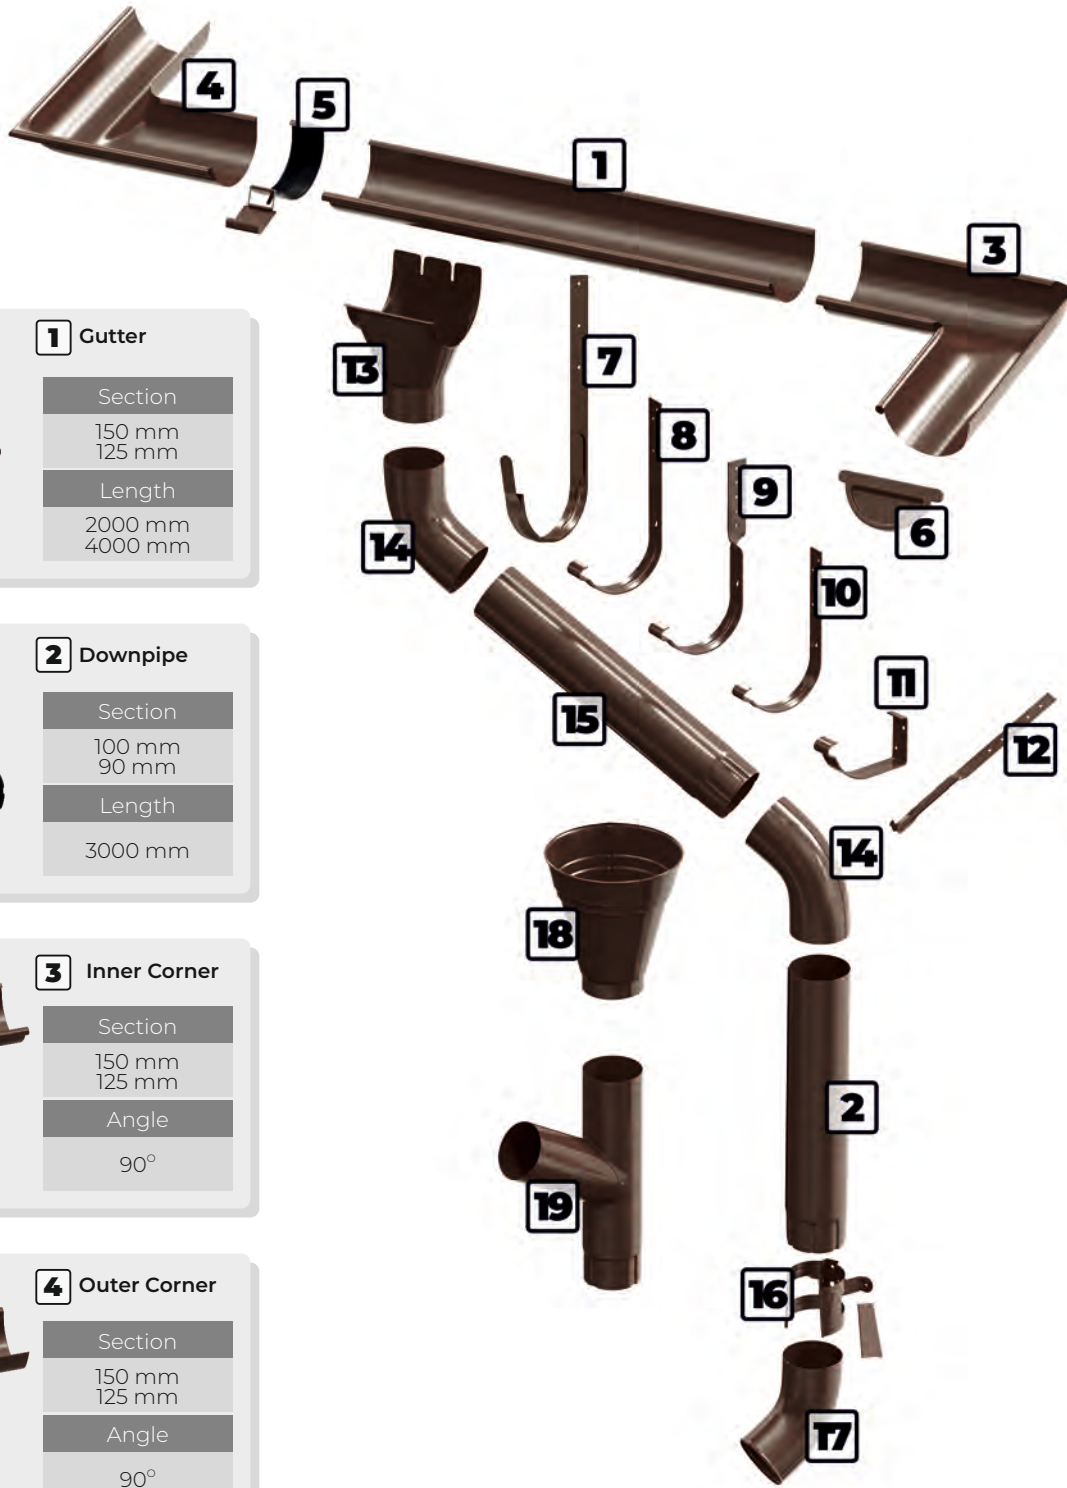 4
5
1
3
13
7
8
9
6
14
10
15
11
12
14
18
2
19
16
17
1 Gutter
Section
150 mm
125 mm
Length
2000 mm
4000 mm
2 Downpipe
Section
100 mm
90 mm
Length
3000 mm
3 Inner Corner
Section
150 mm
125 mm
Angle
90°
4 Outer Corner
Section
150 mm
125 mm
Angle
90°